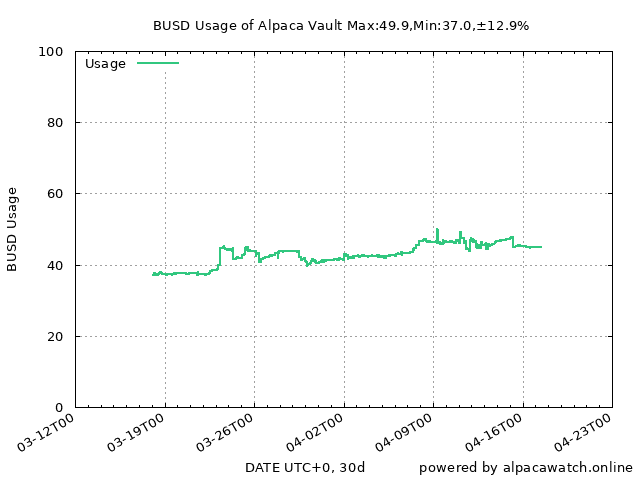 BUSD Usage of Alpaca Vault Max:49.9,Min:37.0,±12.9%
Usage
100
80
60
40
20
0
BUSD Usage
03-12T00
03-19T00
03-26T00
04-02T00
04-09T00
04-16T00
04-23T00
DATE UTC+0, 30d
powered by alpacawatch.online